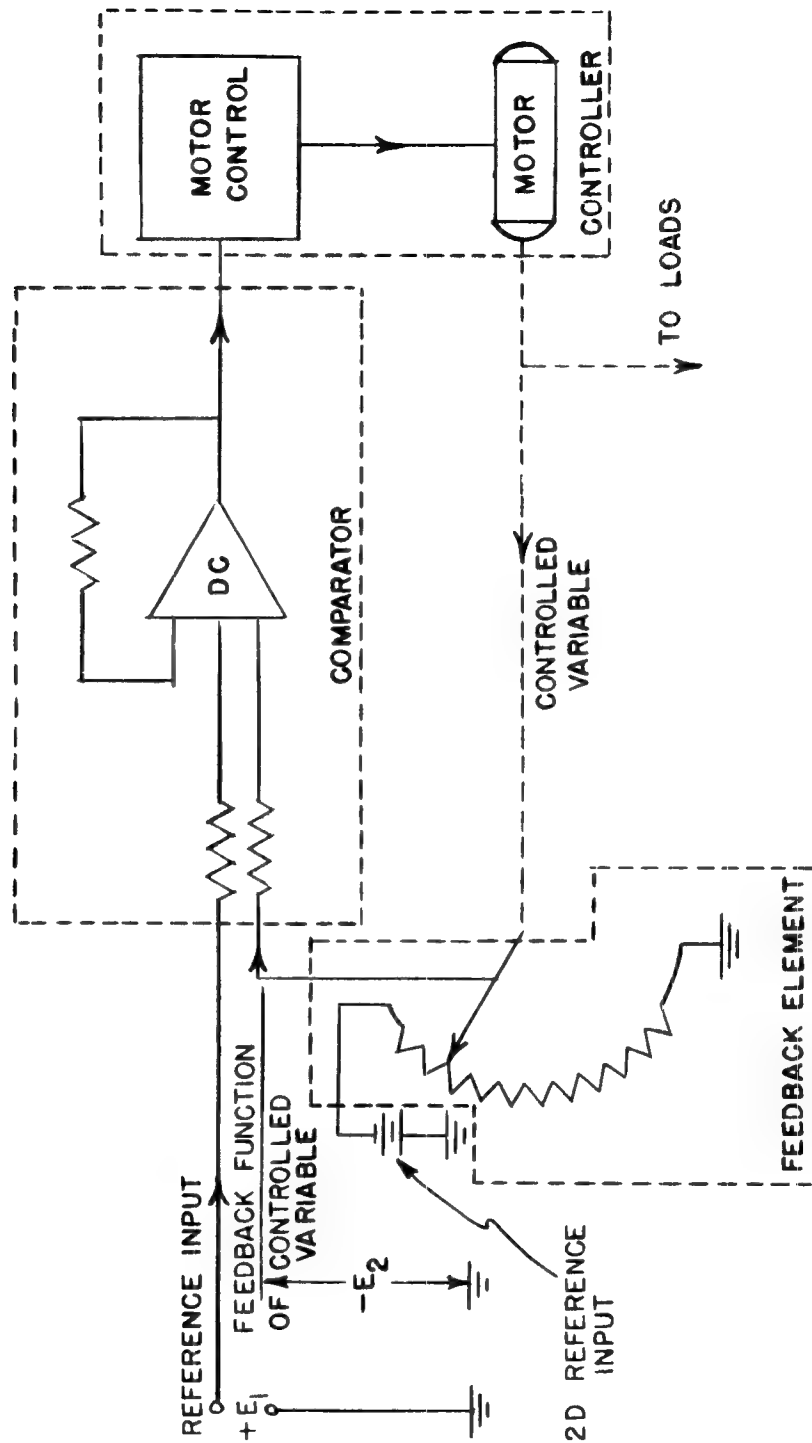 REFERENCE INPUT
+E1
FEEDBACK FUNCTION
OF CONTROLLED
VARIABLE
-E2
2D REFERENCE
INPUT
FEEDBACK ELEMENT
DC
COMPARATOR
CONTROLLED
VARIABLE
MOTOR
CONTROL
MOTOR
CONTROLLER
TO LOADS